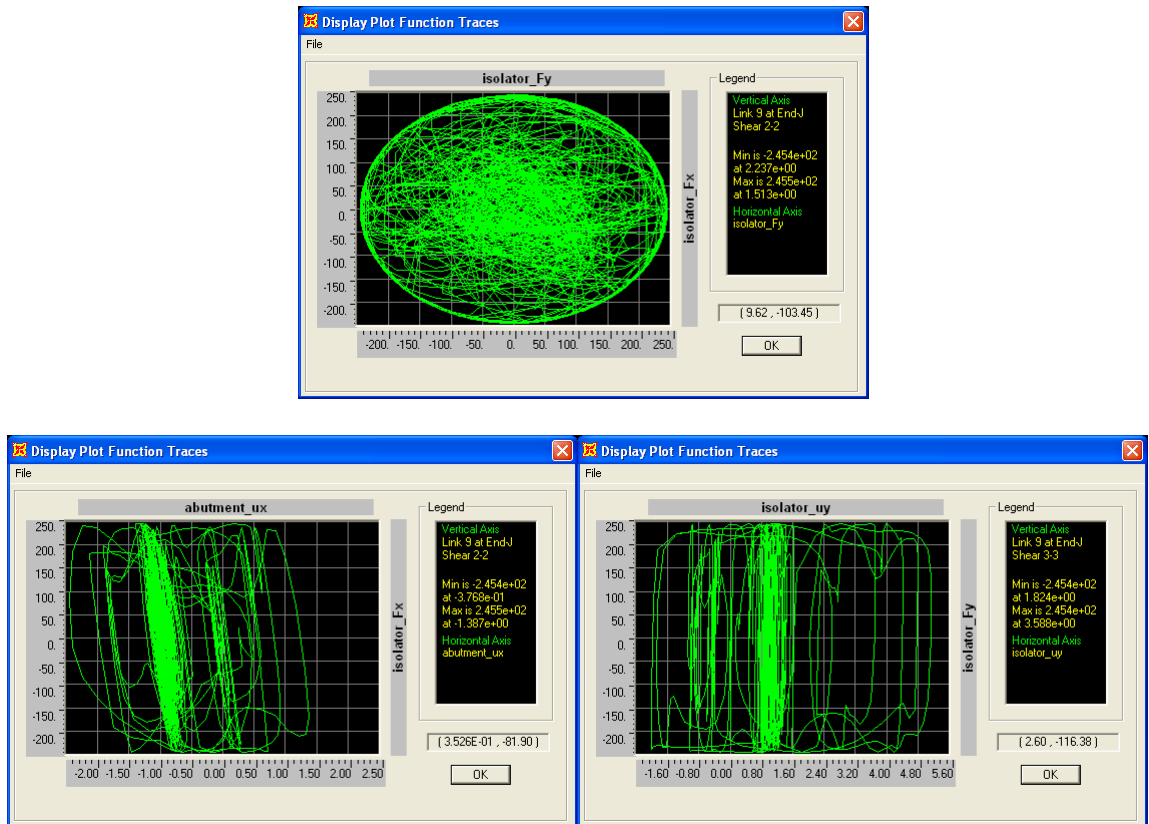 Display Plot Function Traces
File
isolator_Fy
250.
200.
150.
100.
50.
0.
-50.
-100.
-150.
-200.
-200. -150. -100. -50. 0. 50. 100. 150. 200. 250.
isolator_Fx
Legend
Vertical Axis
Link 9 at End-J
Shear 2-2
Min is -2.454e+02
at 2.237e+00
Max is 2.455e+02
at 1.513e+00
Horizontal Axis
isolator_Fy
( 9.62 , -103.45 )
OK
Display Plot Function Traces
File
abutment_ux
250.
200.
150.
100.
50.
0.
-50.
-100.
-150.
-200.
-2.00 -1.50 -1.00 -0.50 0.00 0.50 1.00 1.50 2.00 2.50
isolator_Fx
Legend
Vertical Axis
Link 9 at End-J
Shear 2-2
Min is -2.454e+02
at -3.768e-01
Max is 2.455e+02
at -1.387e+00
Horizontal Axis
abutment_ux
( 3.526E-01 , -81.90 )
OK
Display Plot Function Traces
File
isolator_uy
250.
200.
150.
100.
50.
0.
-50.
-100.
-150.
-200.
-1.60 -0.80 0.00 0.80 1.60 2.40 3.20 4.00 4.80 5.60
isolator_Fy
Legend
Vertical Axis
Link 9 at End-J
Shear 3-3
Min is -2.454e+02
at 1.824e+00
Max is 2.454e+02
at 3.588e+00
Horizontal Axis
isolator_uy
( 2.60 , -116.38 )
OK